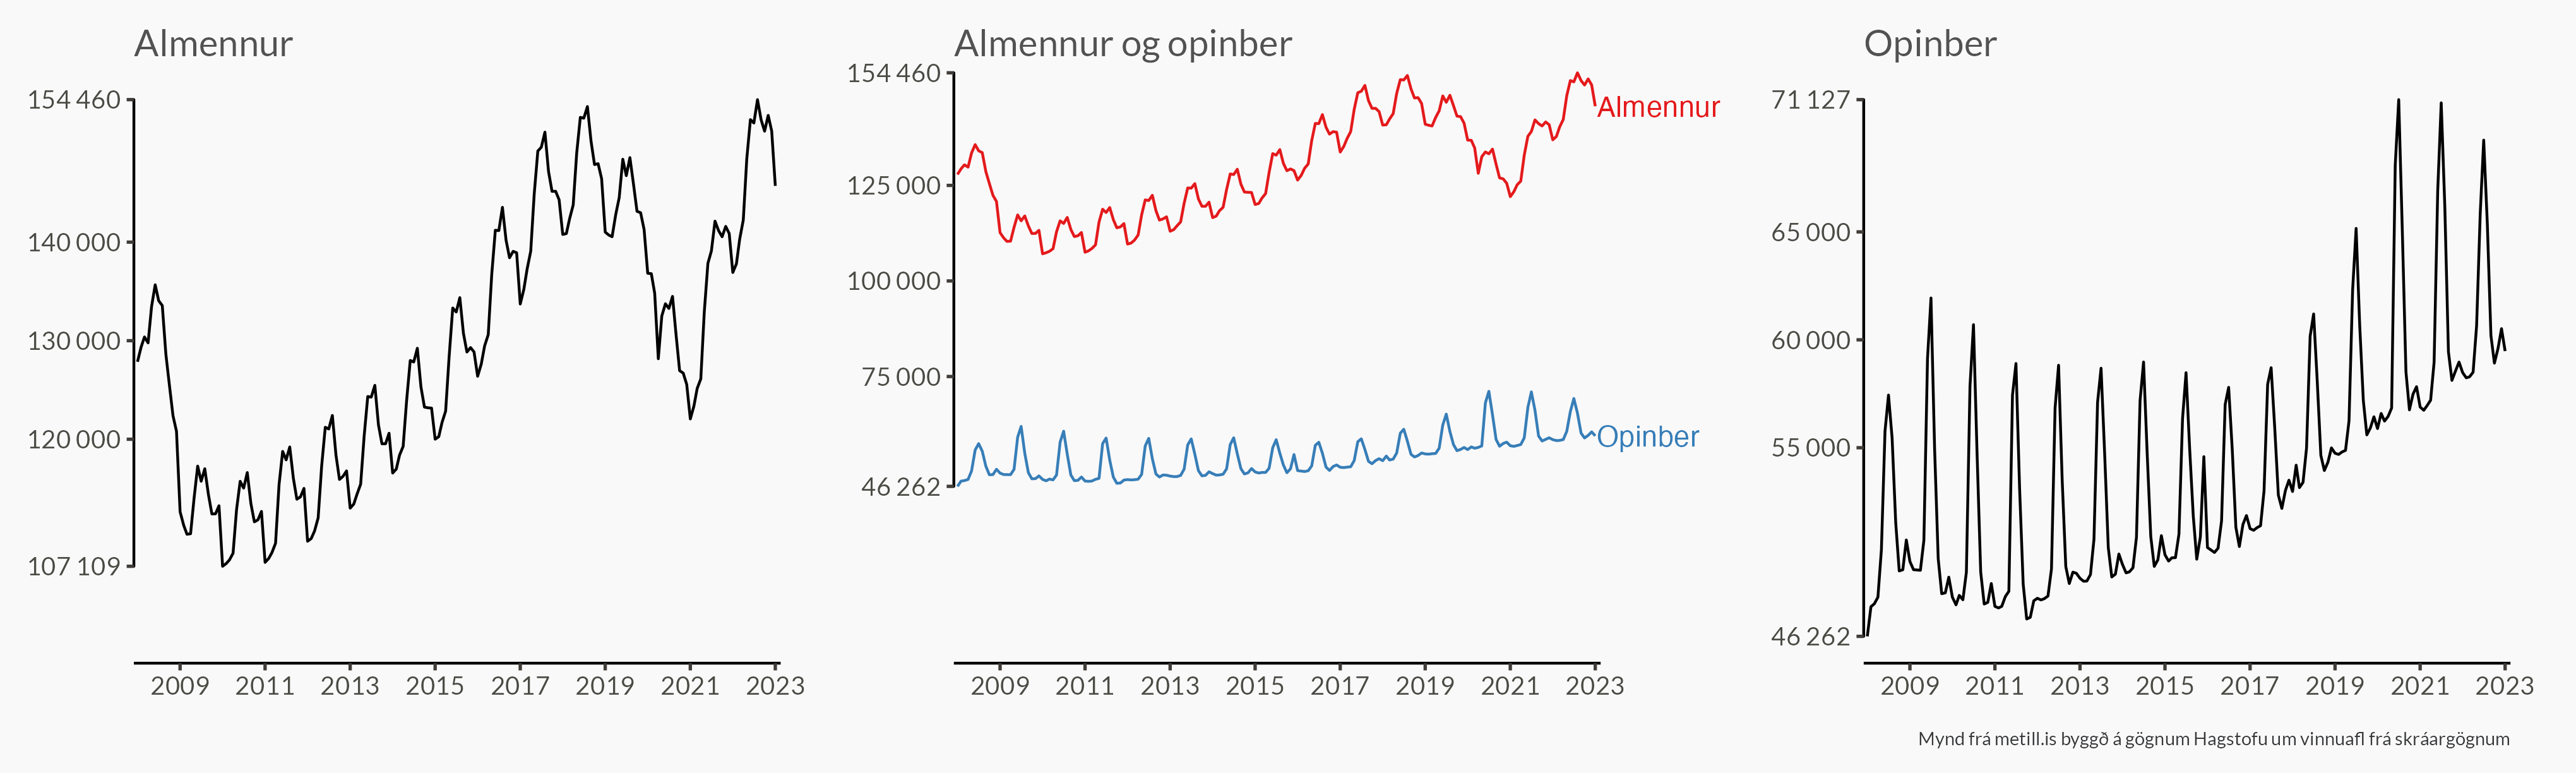 Almennur
154 460
140 000
130 000
120 000
107 109
2009 2011 2013 2015 2017 2019 2021 2023
Almennur og opinber
154 460
125 000
100 000
75 000
46 262
Almennur
Opinber
2009 2011 2013 2015 2017 2019 2021 2023
Opinber
71 127
65 000
60 000
55 000
46 262
2009 2011 2013 2015 2017 2019 2021 2023
Mynd frá metill.is byggð á gögnum Hagstofu um vinnuafl frá skráargögnum